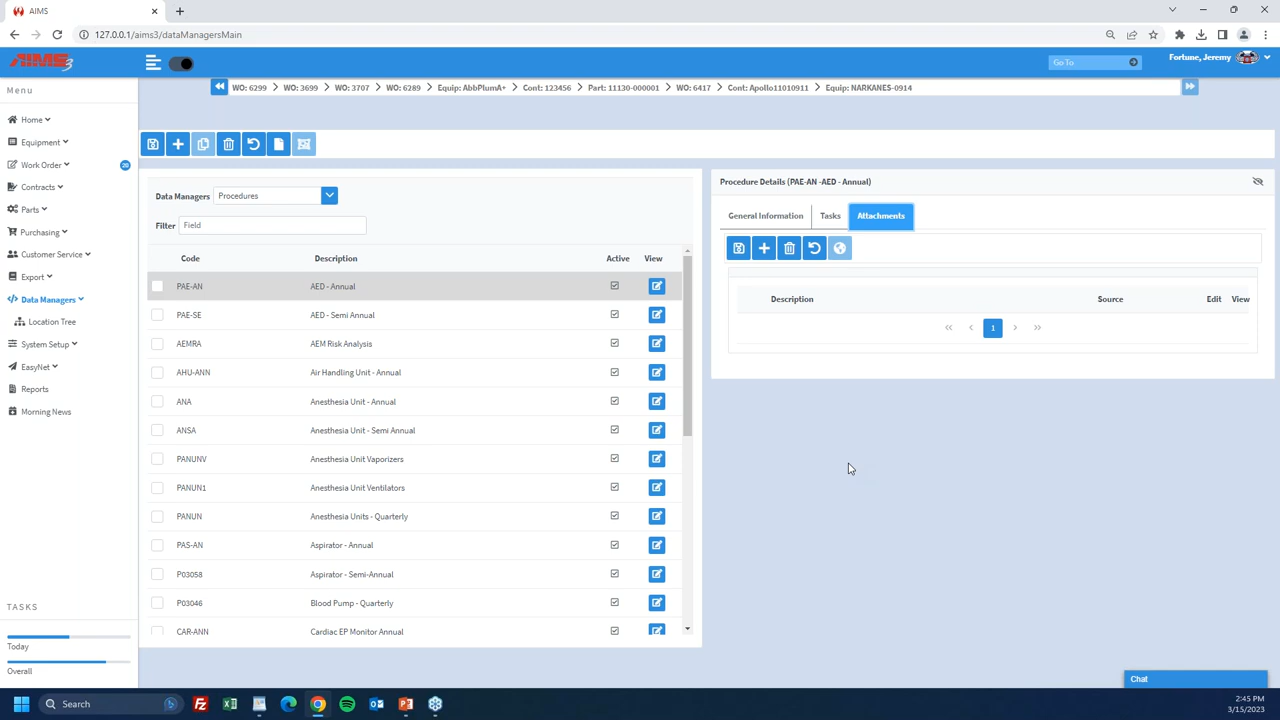 AIMS
127.0.0.1/aims3/dataManagersMain
AIMS 3
Go To
Fortune, Jeremy
Menu
WO: 6299 > WO: 3699 > WO: 3707 > WO: 6289 > Equip: AbbPlumA+ > Cont: 123456 > Part: 11130-000001 > WO: 6417 > Cont: Apollo11010911 > Equip: NARKANES-0914
Home
Equipment
Work Order 20
Contracts
Parts
Purchasing
Customer Service
Export
Data Managers
Location Tree
System Setup
EasyNet
Reports
Morning News
TASKS
Today
Overall
Data Managers Procedures
Filter Field
Code Description Active View
PAE-AN AED - Annual
PAE-SE AED - Semi Annual
AEMRA AEM Risk Analysis
AHU-ANN Air Handling Unit - Annual
ANA Anesthesia Unit - Annual
ANSA Anesthesia Unit - Semi Annual
PANUNV Anesthesia Unit Vaporizers
PANUN1 Anesthesia Unit Ventilators
PANUN Anesthesia Units - Quarterly
PAS-AN Aspirator - Annual
P03058 Aspirator - Semi-Annual
P03046 Blood Pump - Quarterly
CAR-ANN Cardiac EP Monitor Annual
Procedure Details (PAE-AN -AED - Annual)
General Information Tasks Attachments
Description Source Edit View
1
Chat
Search
2:45 PM
3/15/2023